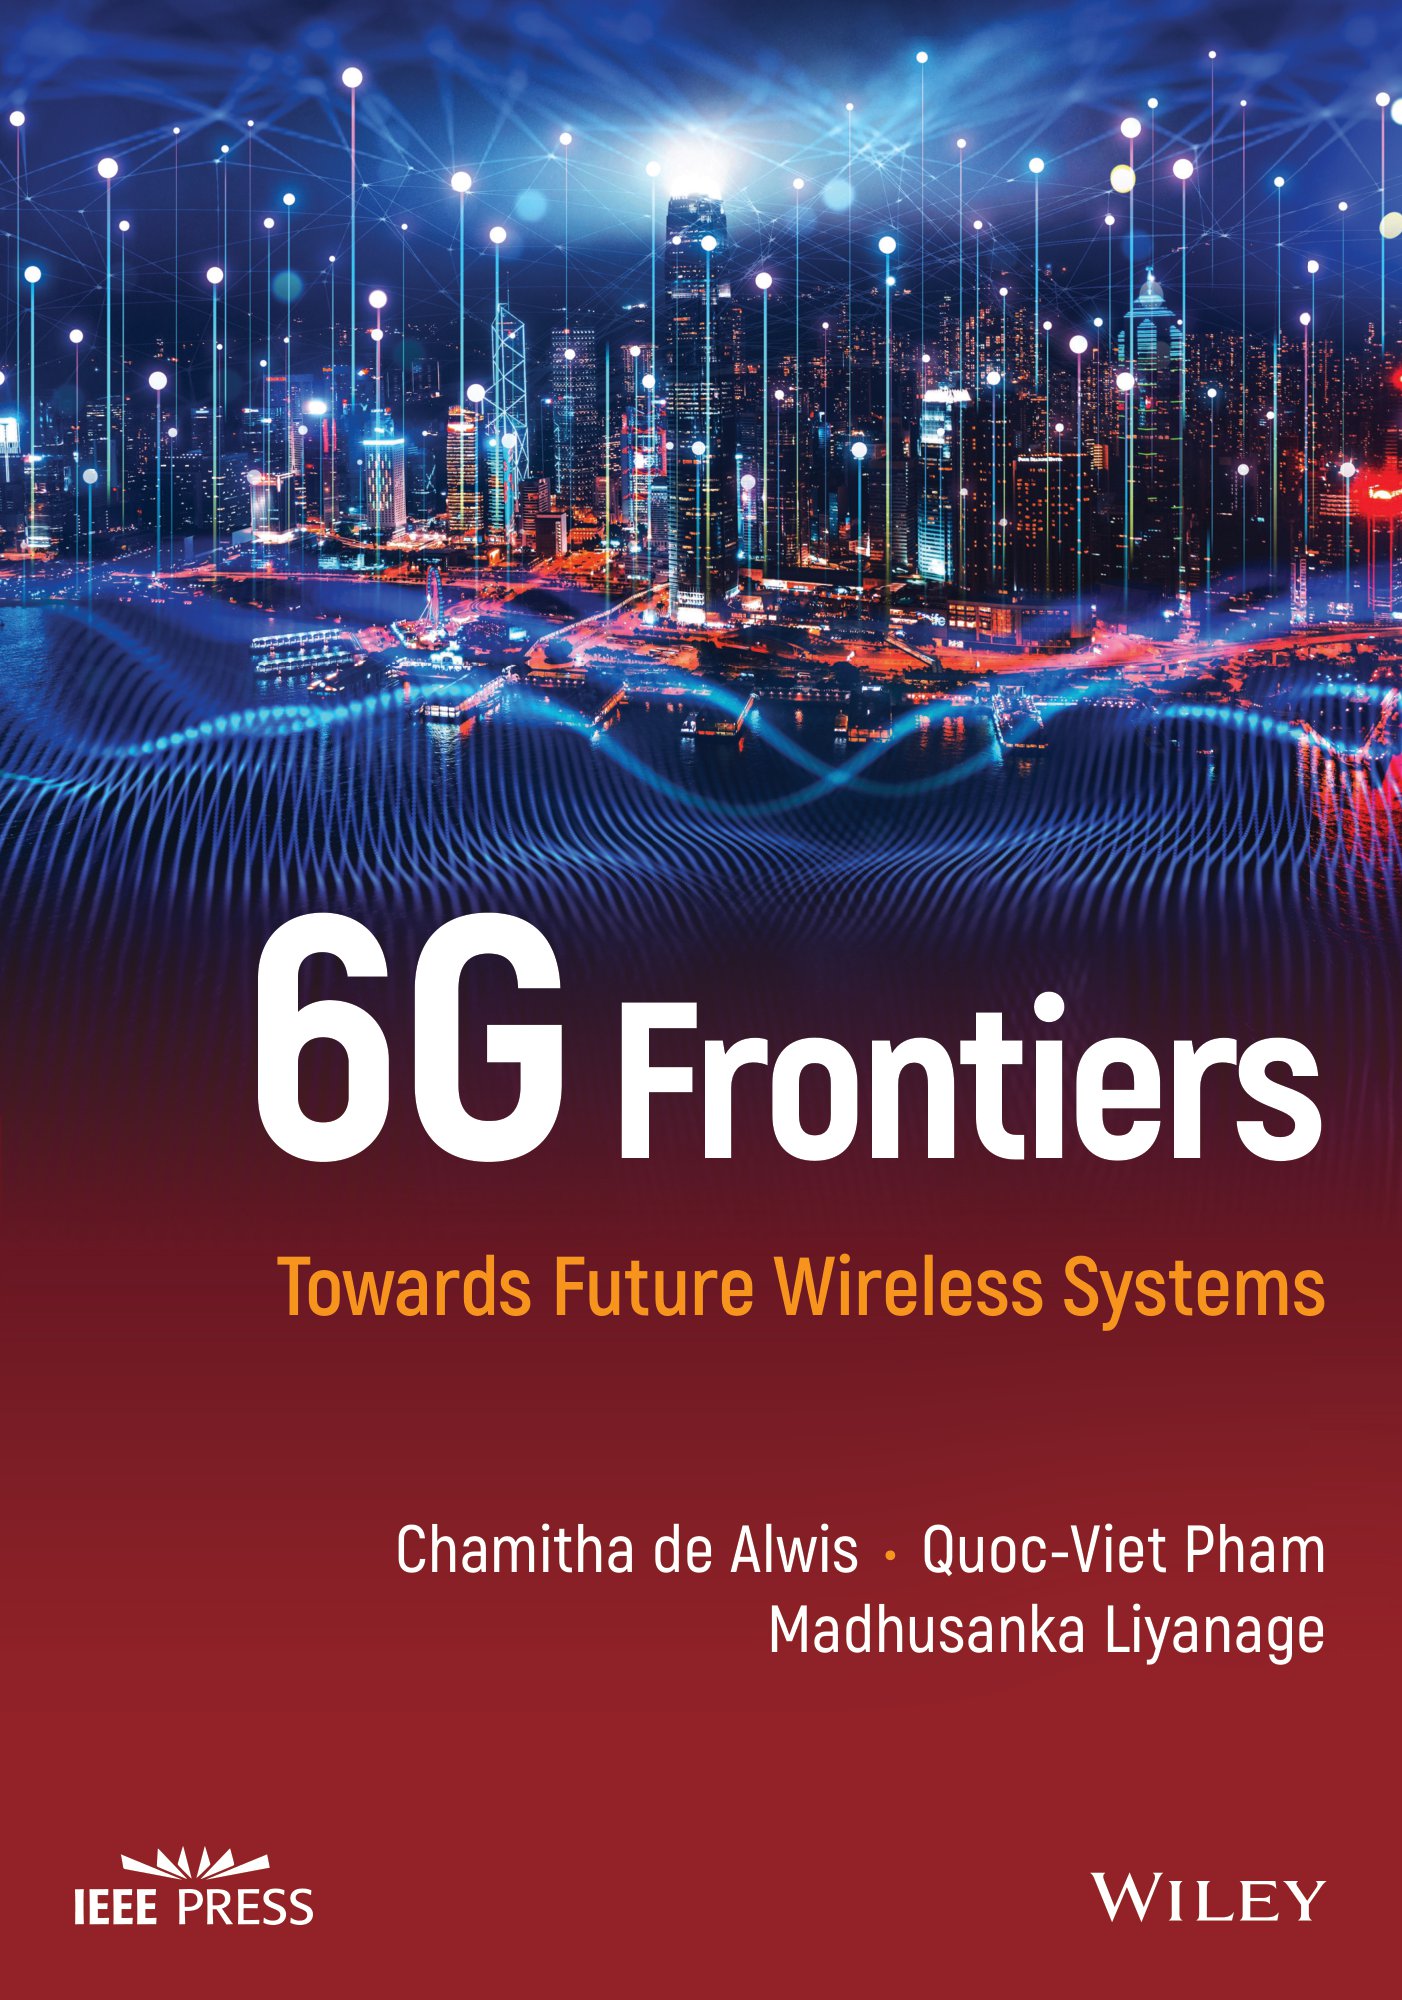 6G Frontiers
Towards Future Wireless Systems
Chamitha de Alwis • Quoc-Viet Pham
Madhusanka Liyanage
IEEE PRESS
WILEY